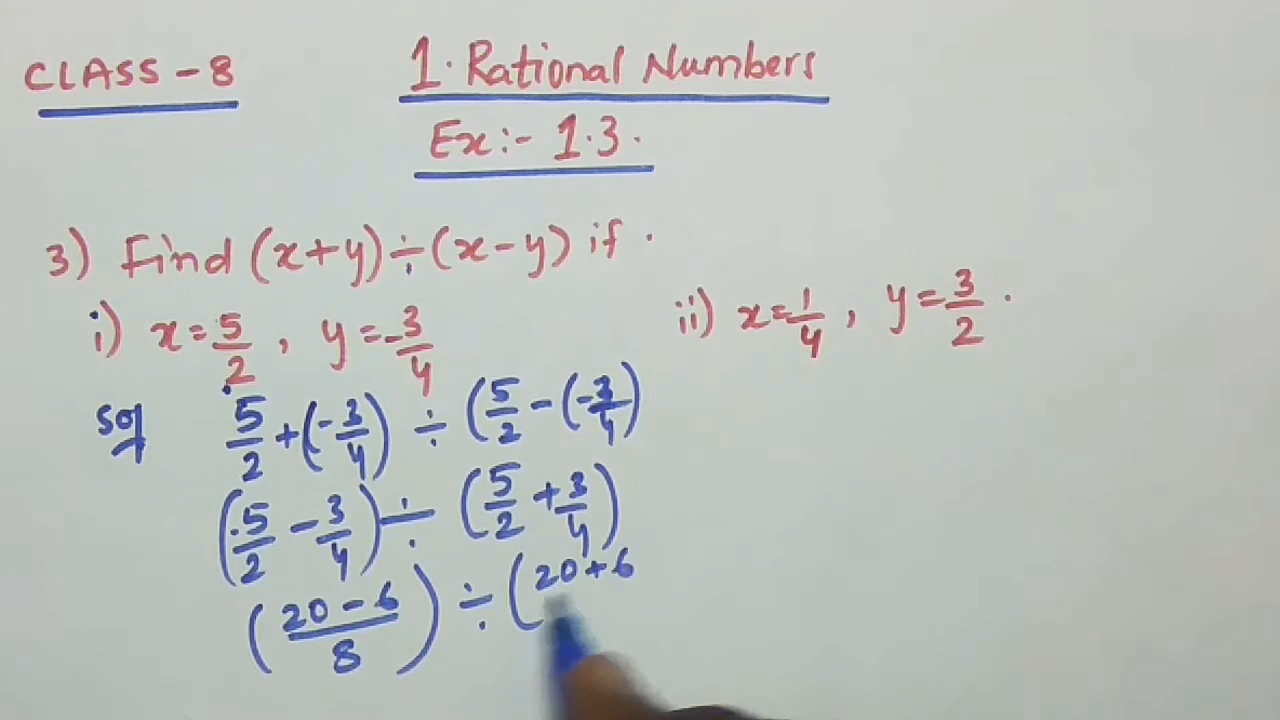 CLASS - 8
1. Rational Numbers
Ex:- 1.3.
3) Find (x+y)÷(x-y) if.
i) x=5/2, y=-3/4
ii) x=1/4, y=3/2.
Sol 5/2+(-3/4) ÷ (5/2-(-3/4)
(5/2-3/4) ÷ (5/2+3/4)
(20-6/8) ÷ (20+6